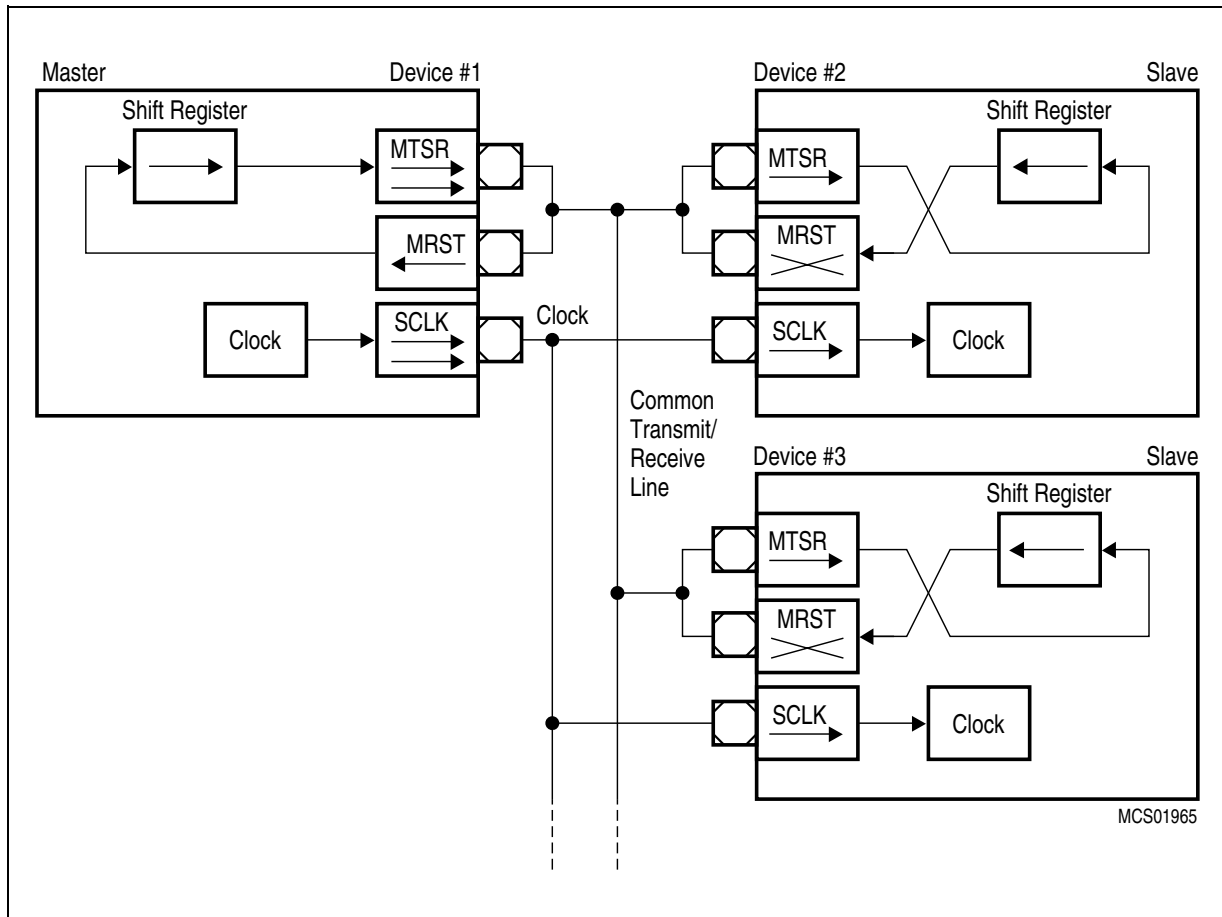 Master Device #1
Shift Register
MTSR
MRST
Clock
SCLK
Clock
Common
Transmit/
Receive
Line
Device #2 Slave
Shift Register
MTSR
MRST
SCLK
Clock
Device #3 Slave
Shift Register
MTSR
MRST
SCLK
Clock
MCS01965